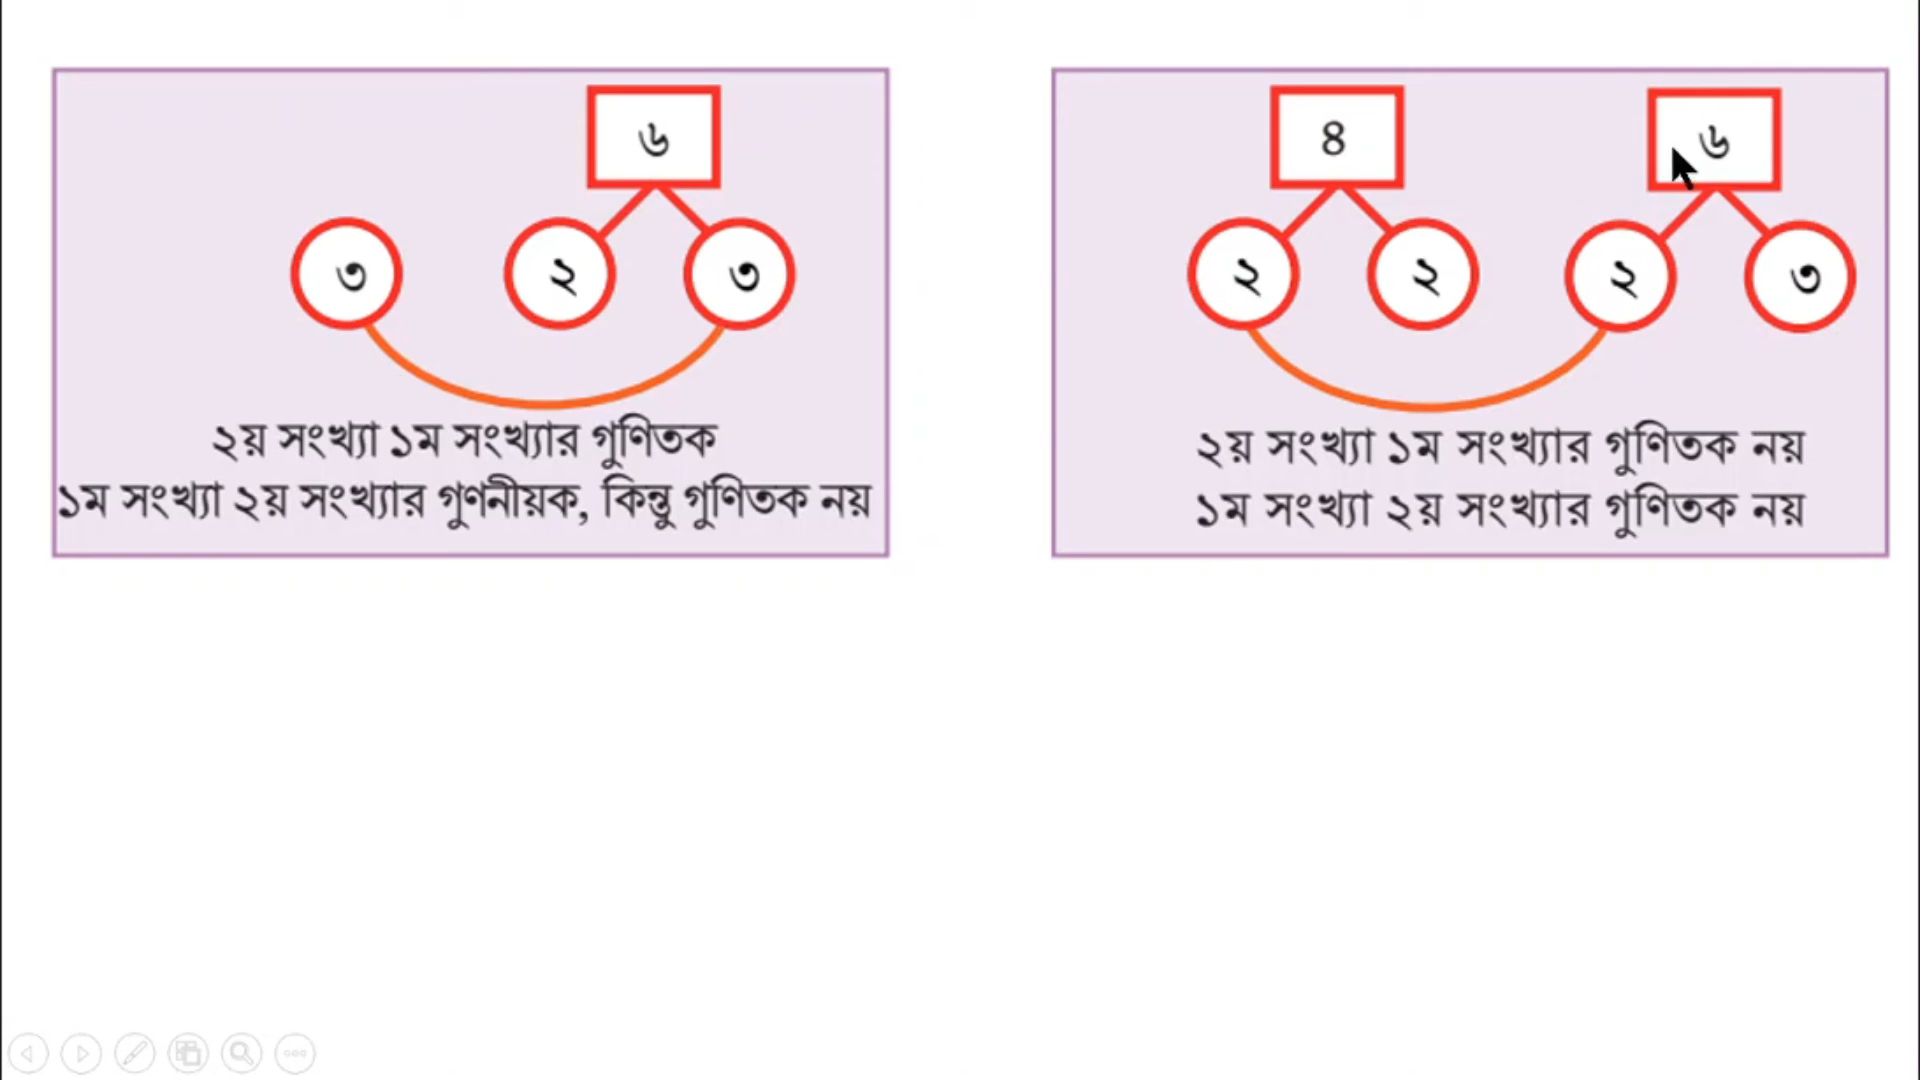 ৬
৩ ২ ৩
২য় সংখ্যা ১ম সংখ্যার গুণিতক
১ম সংখ্যা ২য় সংখ্যার গুণনীয়ক, কিন্তু গুণিতক নয়
৪ ৬
২ ২ ২ ৩
২য় সংখ্যা ১ম সংখ্যার গুণিতক নয়
১ম সংখ্যা ২য় সংখ্যার গুণিতক নয়